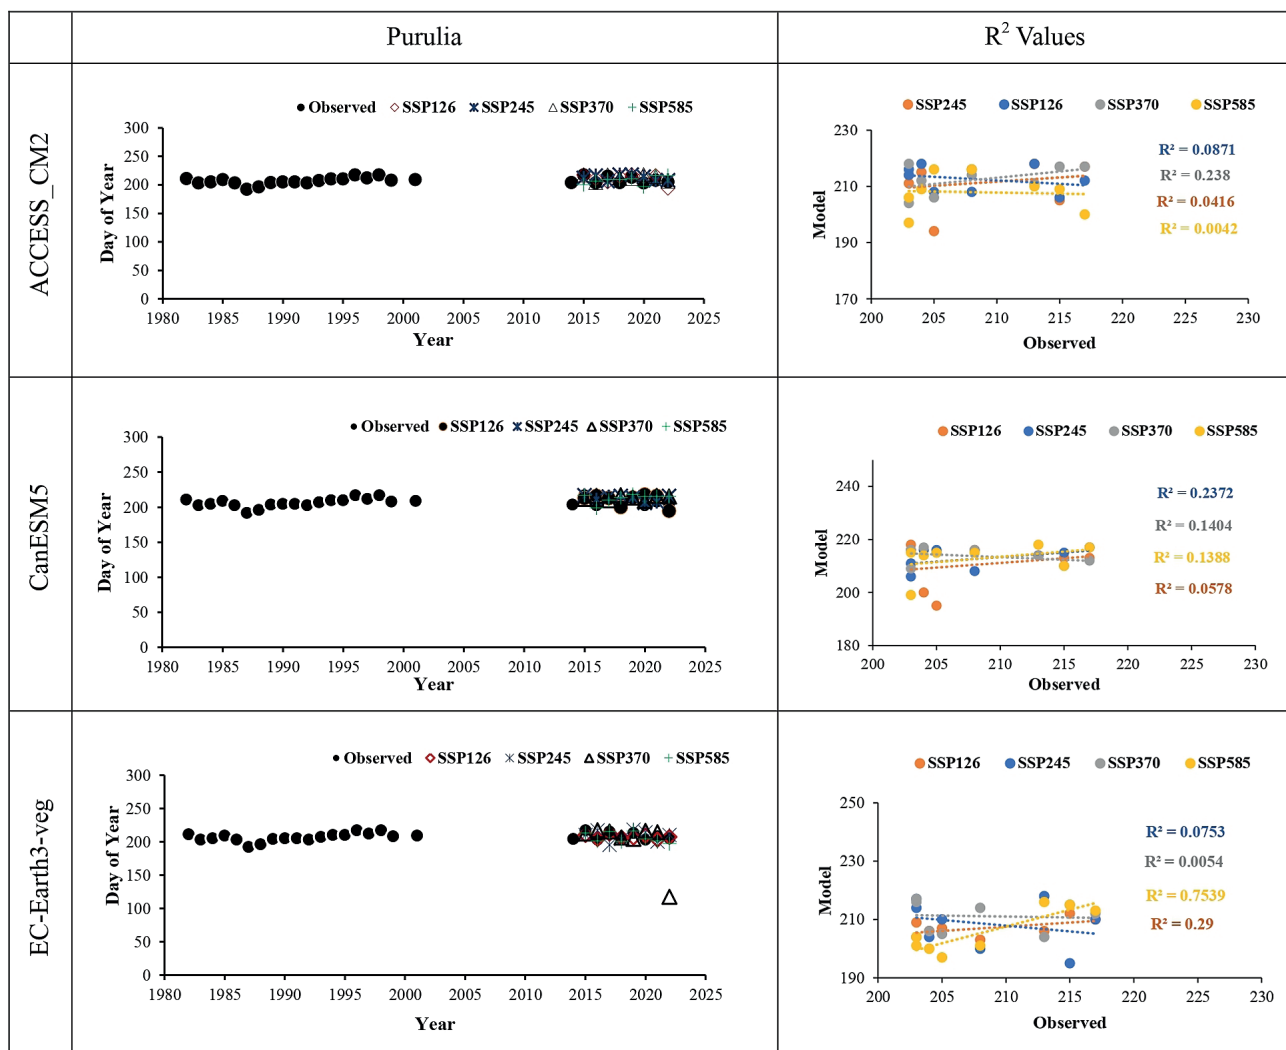 Purulia
R² Values
ACCESS_CM2
Observed SSP126 SSP245 SSP370 SSP585
Day of Year
300
250
200
150
100
50
0
1980 1985 1990 1995 2000 2005 2010 2015 2020 2025
Year
SSP245 SSP126 SSP370 SSP585
Model
230
210
190
170
R² = 0.0871
R² = 0.238
R² = 0.0416
R² = 0.0042
200 205 210 215 220 225 230
Observed
CanESM5
Observed SSP126 SSP245 SSP370 SSP585
Day of Year
300
250
200
150
100
50
0
1980 1985 1990 1995 2000 2005 2010 2015 2020 2025
Year
SSP126 SSP245 SSP370 SSP585
Model
240
220
200
180
R² = 0.2372
R² = 0.1404
R² = 0.1388
R² = 0.0578
200 205 210 215 220 225 230
Observed
EC-Earth3-veg
Observed SSP126 SSP245 SSP370 SSP585
Day of Year
300
250
200
150
100
50
0
1980 1985 1990 1995 2000 2005 2010 2015 2020 2025
Year
SSP126 SSP245 SSP370 SSP585
Model
250
230
210
190
R² = 0.0753
R² = 0.0054
R² = 0.7539
R² = 0.29
200 205 210 215 220 225 230
Observed